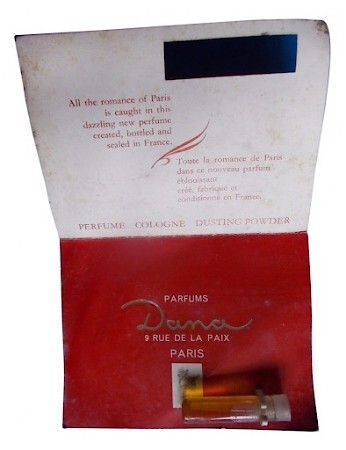 All the romance of Paris
is caught in this
dazzling new perfume
created, bottled and
sealed in France.
Toute la romance de Paris
dans ce nouveau parfum
éblouissant
créé, fabriqué et
conditionné en France.
PERFUME COLOGNE DUSTING POWDER
PARFUMS
Dana
9 RUE DE LA PAIX
PARIS